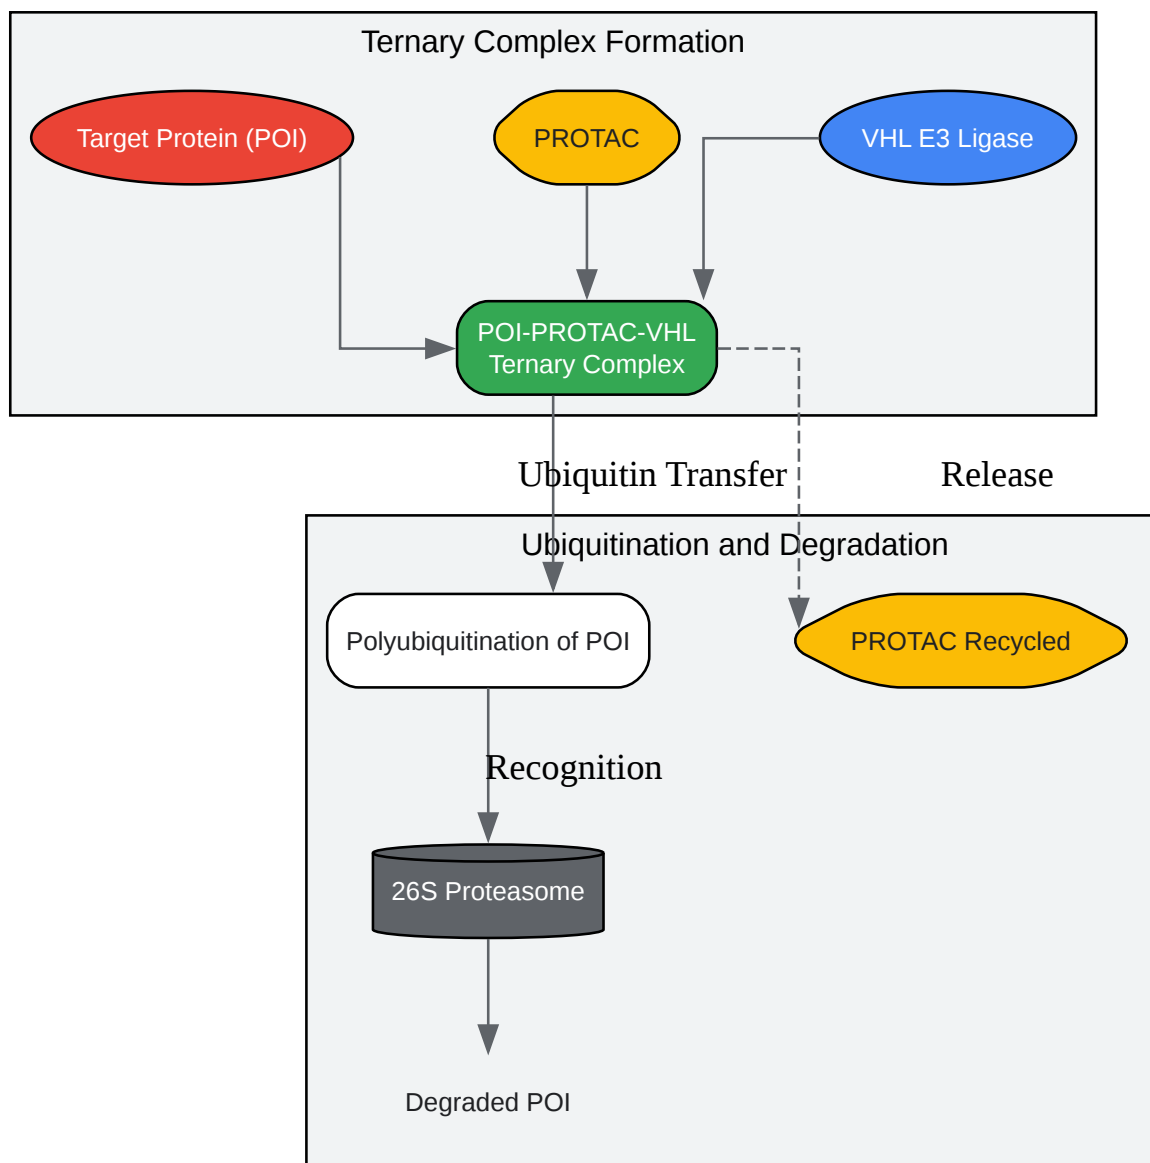 Ternary Complex Formation
Target Protein (POI)
PROTAC
VHL E3 Ligase
POI-PROTAC-VHL
Ternary Complex
Ubiquitin Transfer
Release
Ubiquitination and Degradation
Polyubiquitination of POI
PROTAC Recycled
Recognition
26S Proteasome
Degraded POI